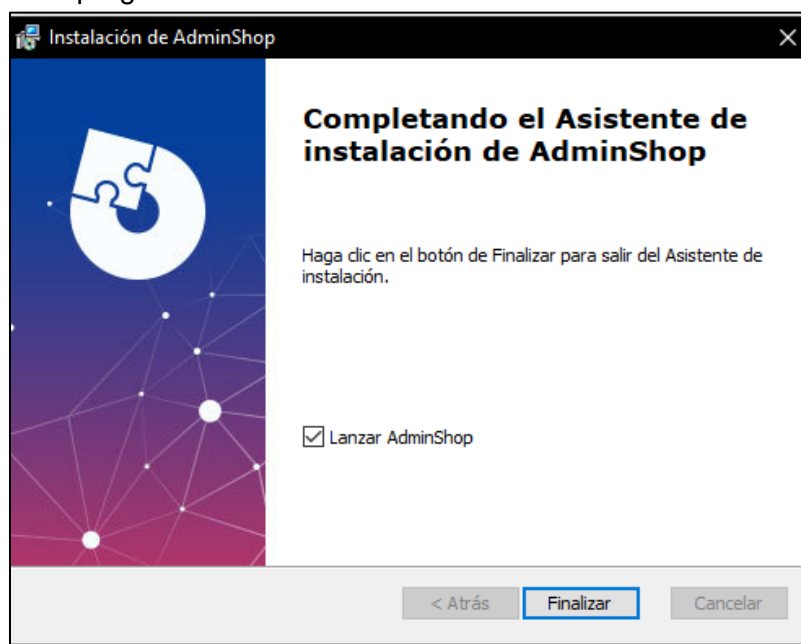 Instalación de AdminShop
Completando el Asistente de
instalación de AdminShop
Haga clic en el botón de Finalizar para salir del Asistente de
instalación.
Lanzar AdminShop
< Atrás
Finalizar
Cancelar